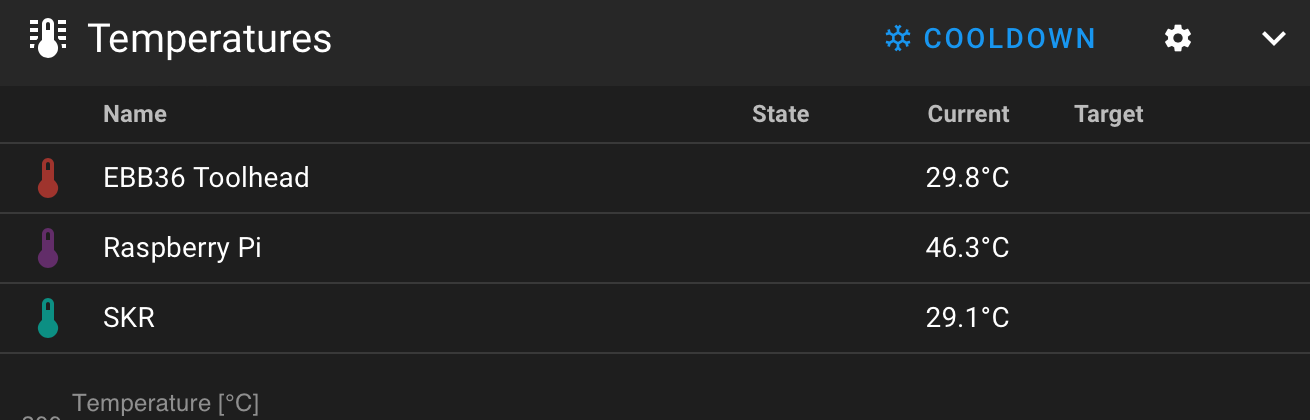 Temperatures COOLDOWN
Name State Current Target
EBB36 Toolhead 29.8°C
Raspberry Pi 46.3°C
SKR 29.1°C
Temperature [°C]